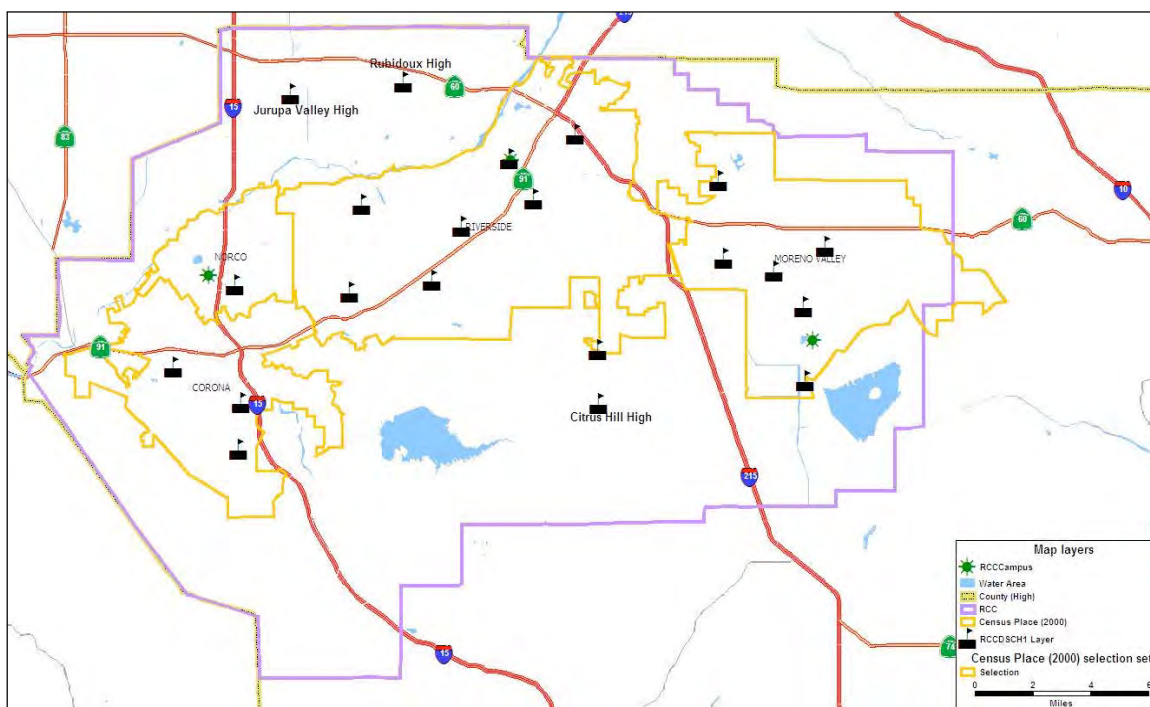 215
Rubidoux High
60
15
Jurupa Valley High
83
91
10
RIVERSIDE
60
NORCO
MORENO VALLEY
91
CORONA
15
Citrus Hill High
215
15
Map layers
RCCCampus
Water Area
County (High)
RCC
Census Place (2000)
RCCDSCH1 Layer
Census Place (2000) selection set
Selection
0 2 4 6
Miles